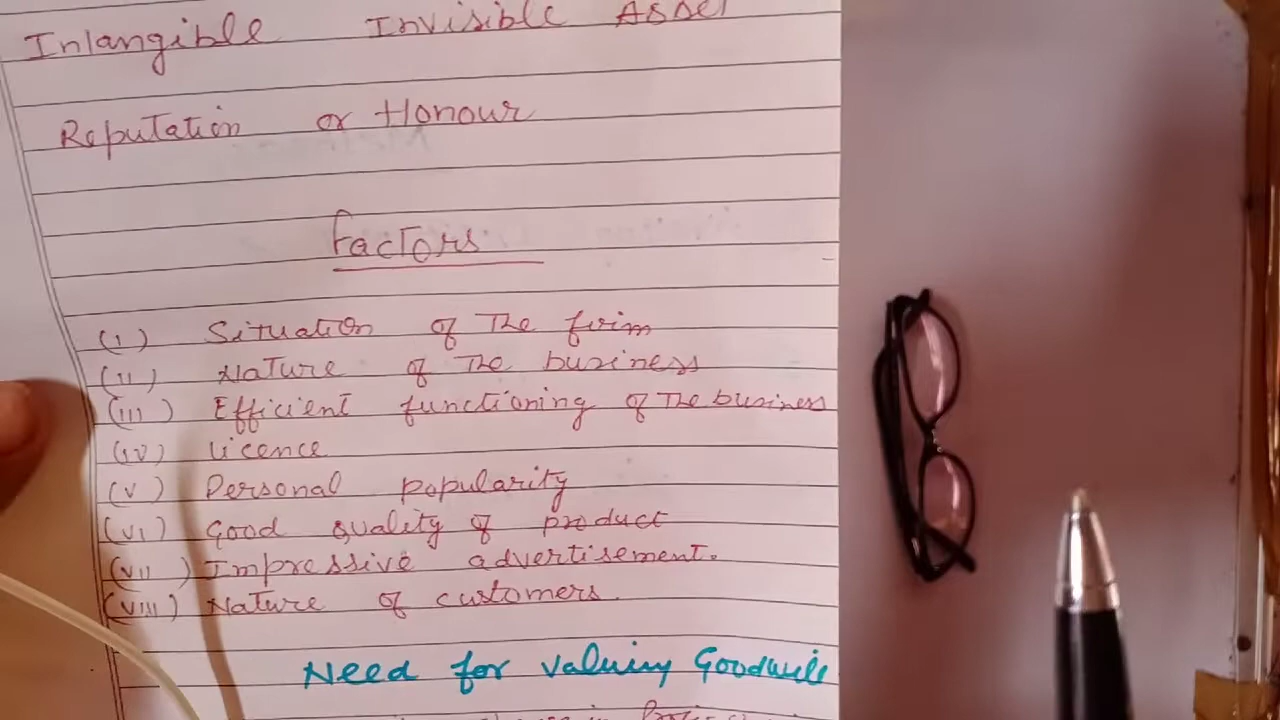 Intangible Invisible Asset
Reputation or Honour
Factors
(I) Situation of The firm
(II) Nature of The business
(III) Efficient functioning of The business
(IV) Licence
(V) Personal popularity
(VI) Good quality of product
(VII) Impressive advertisement.
(VIII) Nature of customers.
Need for Valuing Goodwill
in